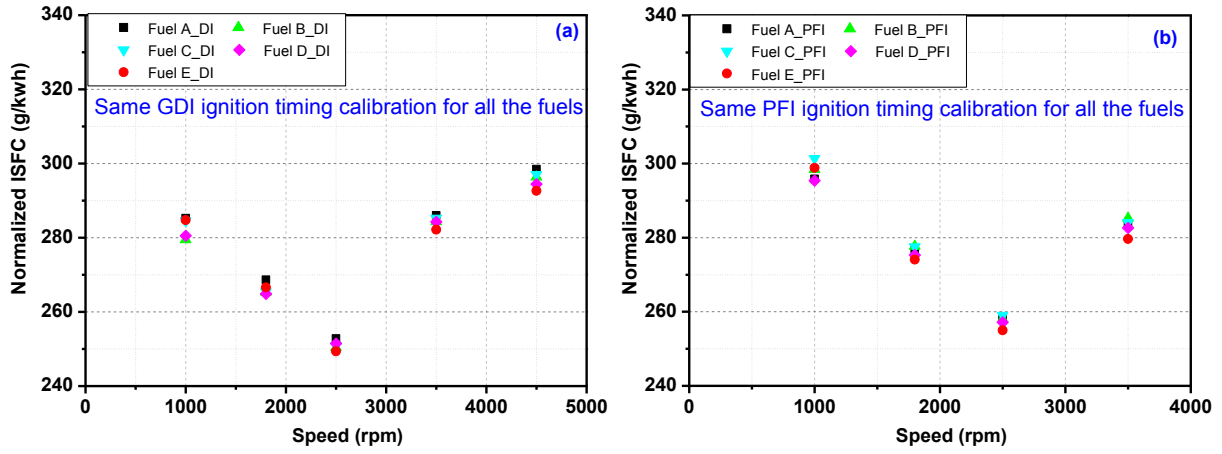 340
320
300
280
260
240
Normalized ISFC (g/kwh)
Fuel A_DI
Fuel B_DI
Fuel C_DI
Fuel D_DI
Fuel E_DI
(a)
Same GDI ignition timing calibration for all the fuels
0
1000
2000
3000
4000
5000
Speed (rpm)
340
320
300
280
260
240
Normalized ISFC (g/kwh)
Fuel A_PFI
Fuel B_PFI
Fuel C_PFI
Fuel D_PFI
Fuel E_PFI
(b)
Same PFI ignition timing calibration for all the fuels
0
1000
2000
3000
4000
Speed (rpm)